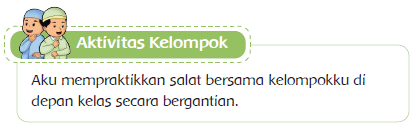 Aktivitas Kelompok
Aku mempraktikkan salat bersama kelompokku di
depan kelas secara bergantian.